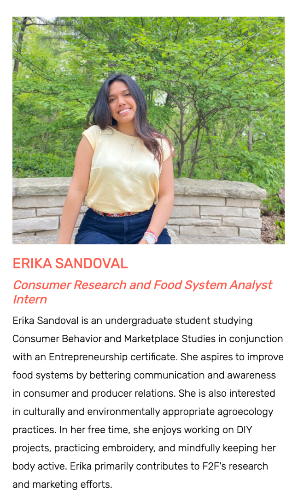 ERIKA SANDOVAL
Consumer Research and Food System Analyst
Intern
Erika Sandoval is an undergraduate student studying
Consumer Behavior and Marketplace Studies in conjunction
with an Entrepreneurship certificate. She aspires to improve
food systems by bettering communication and awareness
in consumer and producer relations. She is also interested
in culturally and environmentally appropriate agroecology
practices. In her free time, she enjoys working on DIY
projects, practicing embroidery, and mindfully keeping her
body active. Erika primarily contributes to F2F's research
and marketing efforts.